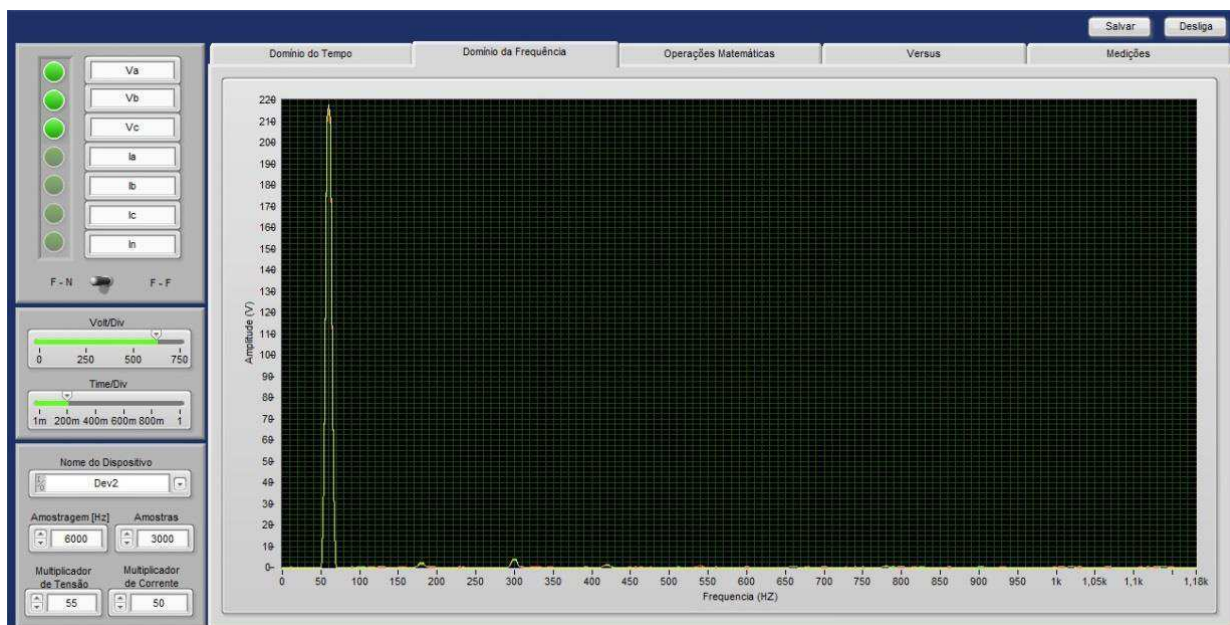 Salvar Desliga
Domínio do Tempo Domínio da Frequência Operações Matemáticas Versus Medições
Va
Vb
Vc
Ia
Ib
Ic
In
F - N F - F
Volt/Div
0 250 500 750
Time/Div
1m 200m 400m 600m 800m 1
Nome do Dispositivo
Dev2
Amostragem [Hz] Amostras
6000 3000
Multiplicador de Tensão Multiplicador de Corrente
55 50
Amplitude (V)
220
210
200
190
180
170
160
150
140
130
120
110
100
90
80
70
60
50
40
30
20
10
0
0 50 100 150 200 250 300 350 400 450 500 550 600 650 700 750 800 850 900 950 1k 1,05k 1,1k 1,18k
Frequencia (HZ)